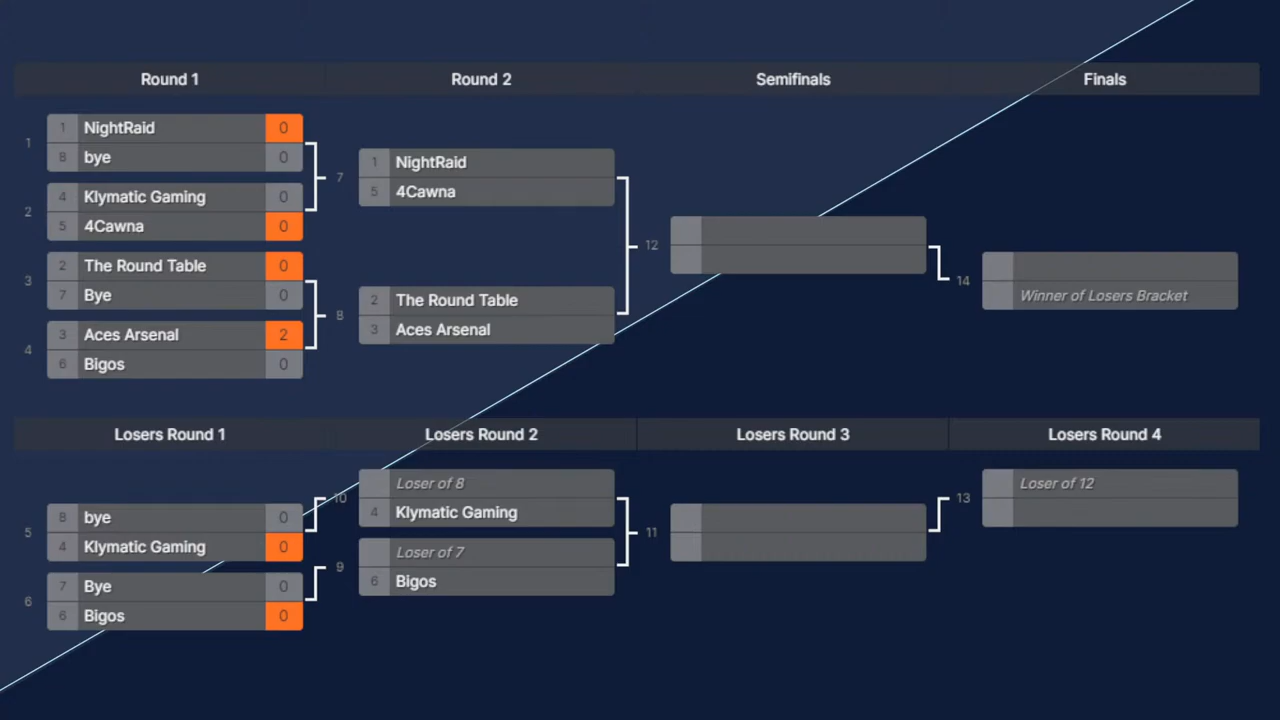 Round 1 Round 2 Semifinals Finals
1
1 NightRaid 0
8 bye 0
2
4 Klymatic Gaming 0
5 4Cawna 0
3
2 The Round Table 0
7 Bye 0
4
3 Aces Arsenal 2
6 Bigos 0
7
1 NightRaid
5 4Cawna
8
2 The Round Table
3 Aces Arsenal
12
14
Winner of Losers Bracket
Losers Round 1 Losers Round 2 Losers Round 3 Losers Round 4
5
8 bye 0
4 Klymatic Gaming 0
6
7 Bye 0
6 Bigos 0
10
Loser of 8
4 Klymatic Gaming
9
Loser of 7
6 Bigos
11
13
Loser of 12